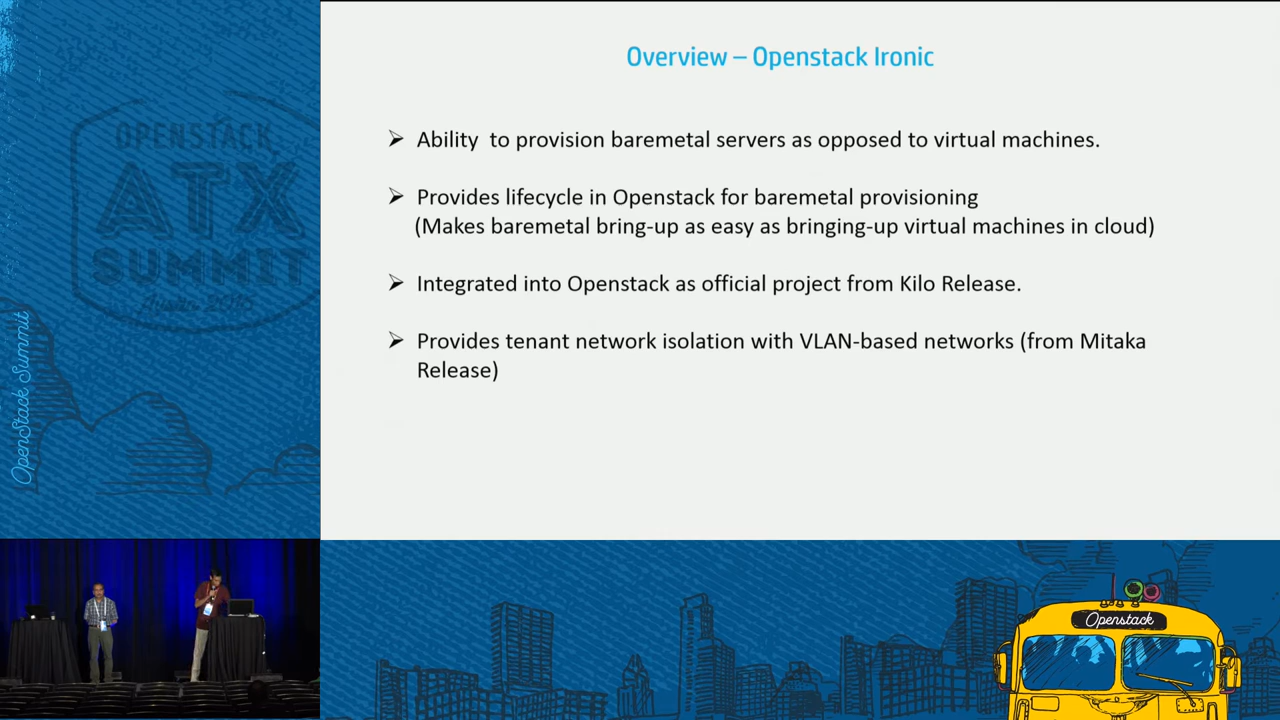 OPENSTACK
ATX
SUMMIT
Austin 2016
OpenStack Summit
Overview – Openstack Ironic
➢ Ability  to provision baremetal servers as opposed to virtual machines.
➢ Provides lifecycle in Openstack for baremetal provisioning
(Makes baremetal bring-up as easy as bringing-up virtual machines in cloud)
➢ Integrated into Openstack as official project from Kilo Release.
➢ Provides tenant network isolation with VLAN-based networks (from Mitaka
Release)
Openstack